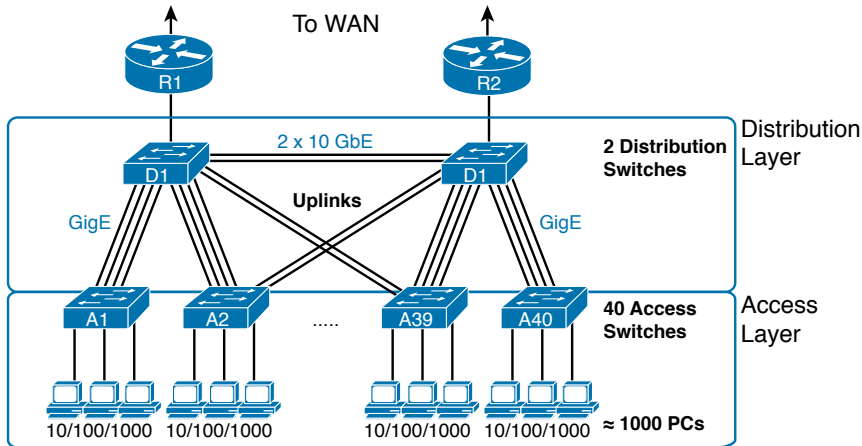 To WAN
R1
R2
Distribution
Layer
2 x 10 GbE
2 Distribution
Switches
D1
D1
Uplinks
GigE
GigE
A1
A2
.....
A39
A40
40 Access
Switches
Access
Layer
10/100/1000
10/100/1000
10/100/1000
10/100/1000
≈ 1000 PCs